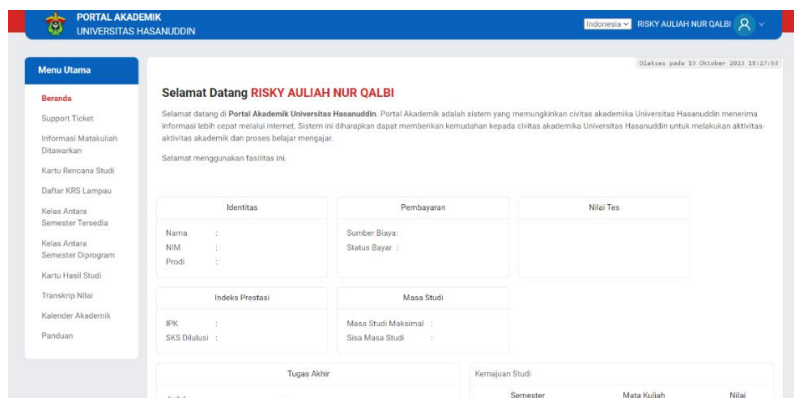 PORTAL AKADEMIK
UNIVERSITAS HASANUDDIN
Indonesia
RISKY AULIAH NUR QALBI
Diakses pada 19 Oktober 2023 18:27:53
Menu Utama
Beranda
Support Ticket
Informasi Matakuliah
Ditawarkan
Kartu Rencana Studi
Daftar KRS Lampau
Kelas Antara
Semester Tersedia
Kelas Antara
Semester Diprogram
Kartu Hasil Studi
Transkrip Nilai
Kalender Akademik
Panduan
Selamat Datang RISKY AULIAH NUR QALBI
Selamat datang di Portal Akademik Universitas Hasanuddin. Portal Akademik adalah sistem yang memungkinkan civitas akademika Universitas Hasanuddin menerima
informasi lebih cepat melalui internet. Sistem ini diharapkan dapat memberikan kemudahan kepada civitas akademika Universitas Hasanuddin untuk melakukan aktivitas-
aktivitas akademik dan proses belajar mengajar.
Selamat menggunakan fasilitas ini.
Identitas
Nama :
NIM :
Prodi :
Pembayaran
Sumber Biaya:
Status Bayar :
Nilai Tes
Indeks Prestasi
IPK :
SKS Dilulusi :
Masa Studi
Masa Studi Maksimal :
Sisa Masa Studi :
Tugas Akhir
Kemajuan Studi
Semester Mata Kuliah Nilai